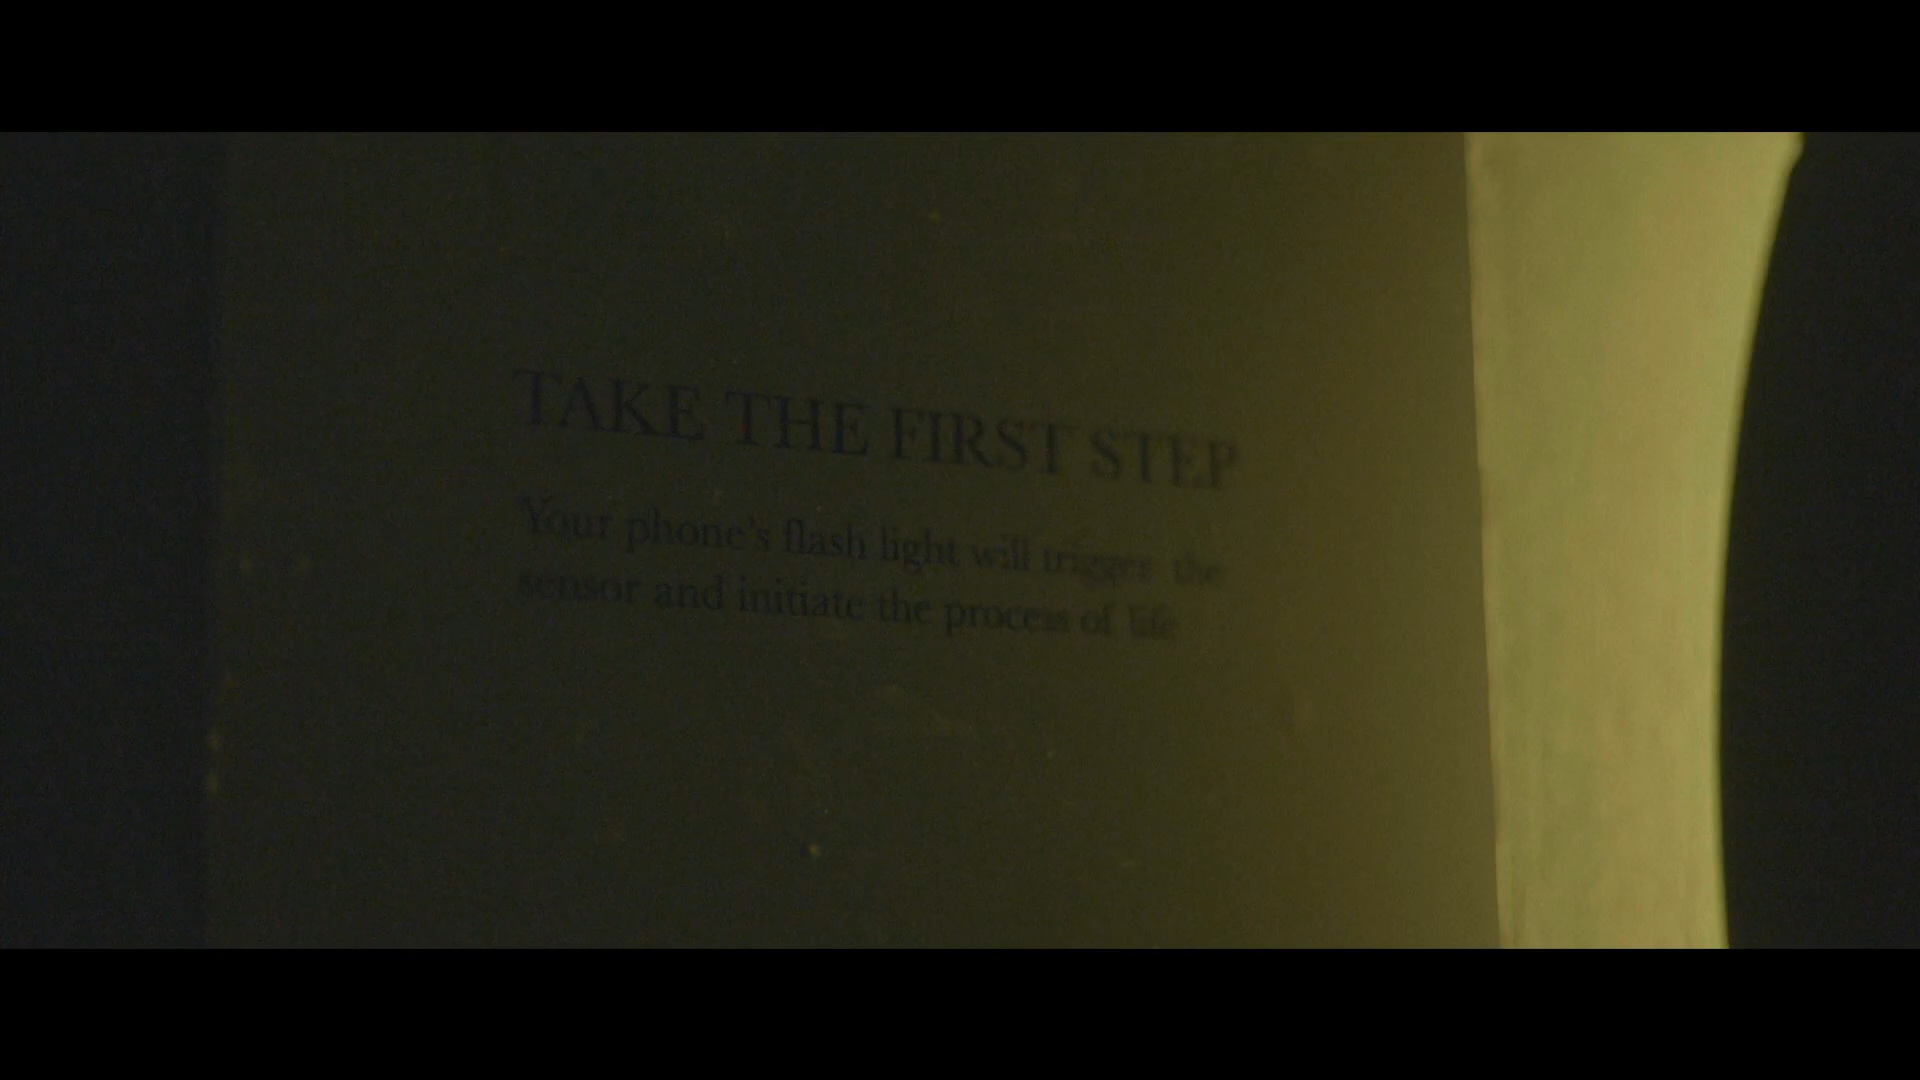 TAKE THE FIRST STEP
Your phone's flash light will trigger the
sensor and initiate the process of life